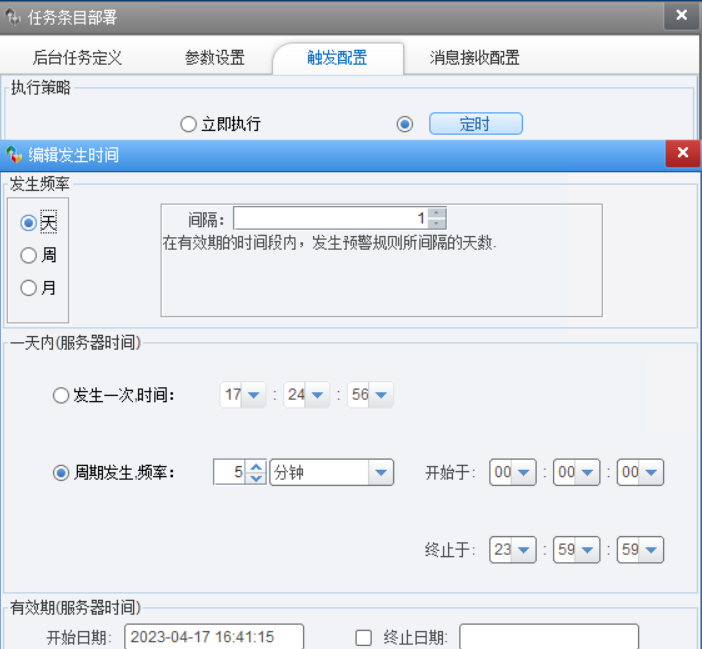 任务条目部署
后台任务定义 参数设置 触发配置 消息接收配置
执行策略
立即执行 定时
编辑发生时间
发生频率
天
间隔: 1
在有效期的时间段内，发生预警规则所间隔的天数.
周
月
一天内(服务器时间)
发生一次,时间: 17 : 24 : 56
周期发生,频率: 5 分钟 开始于: 00 : 00 : 00
终止于: 23 : 59 : 59
有效期(服务器时间)
开始日期: 2023-04-17 16:41:15 终止日期: